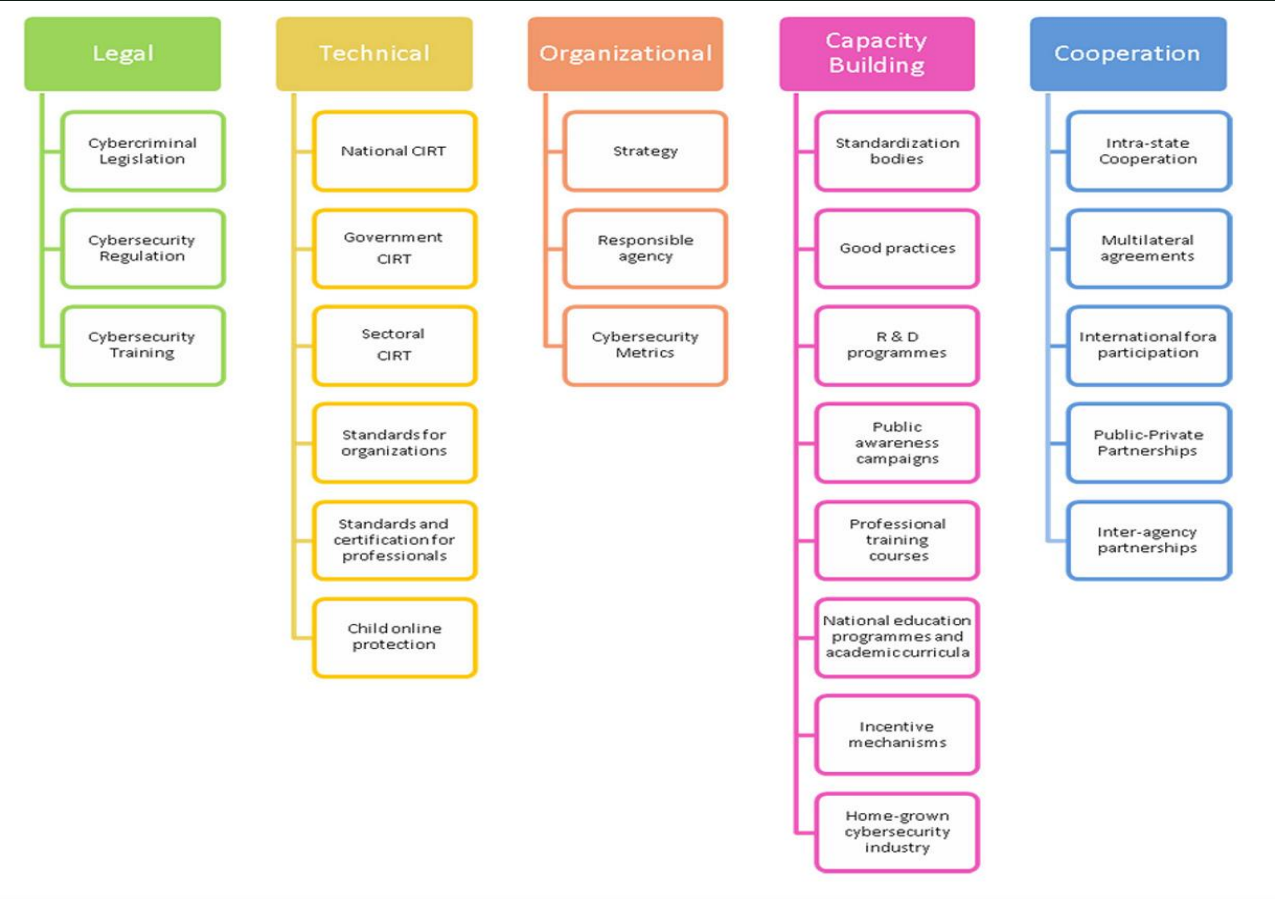 Legal
Cybercriminal
Legislation
Cybersecurity
Regulation
Cybersecurity
Training
Technical
National CIRT
Government
CIRT
Sectoral
CIRT
Standards for
organizations
Standards and
certification for
professionals
Child online
protection
Organizational
Strategy
Responsible
agency
Cybersecurity
Metrics
Capacity
Building
Standardization
bodies
Good practices
R & D
programmes
Public
awareness
campaigns
Professional
training
courses
National education
programmes and
academic curricula
Incentive
mechanisms
Home-grown
cybersecurity
industry
Cooperation
Intra-state
Cooperation
Multilateral
agreements
International fora
participation
Public-Private
Partnerships
Inter-agency
partnerships